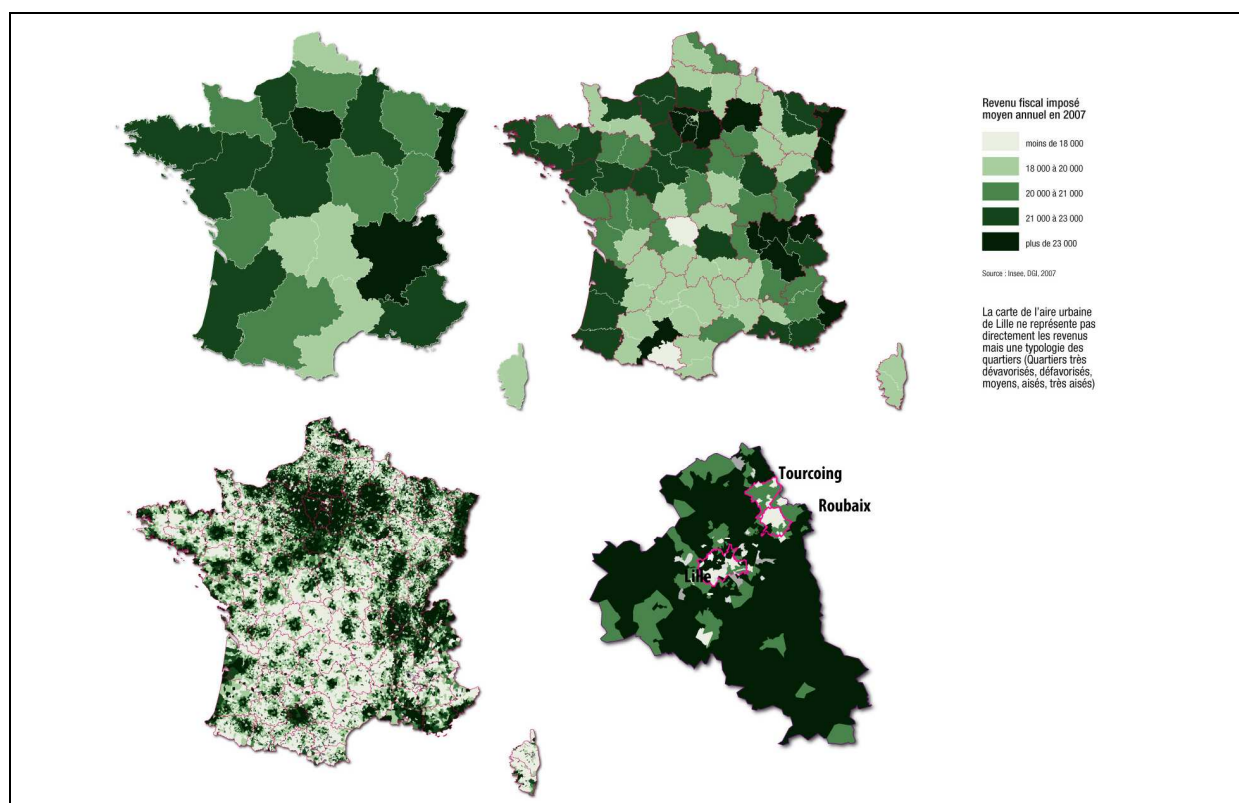 Revenu fiscal imposé
moyen annuel en 2007
moins de 18 000
18 000 à 20 000
20 000 à 21 000
21 000 à 23 000
plus de 23 000
Source : Insee, DGI, 2007
La carte de l'aire urbaine
de Lille ne représente pas
directement les revenus
mais une typologie des
quartiers (Quartiers très
dévavorisés, défavorisés,
moyens, aisés, très aisés)
Tourcoing
Roubaix
Lille